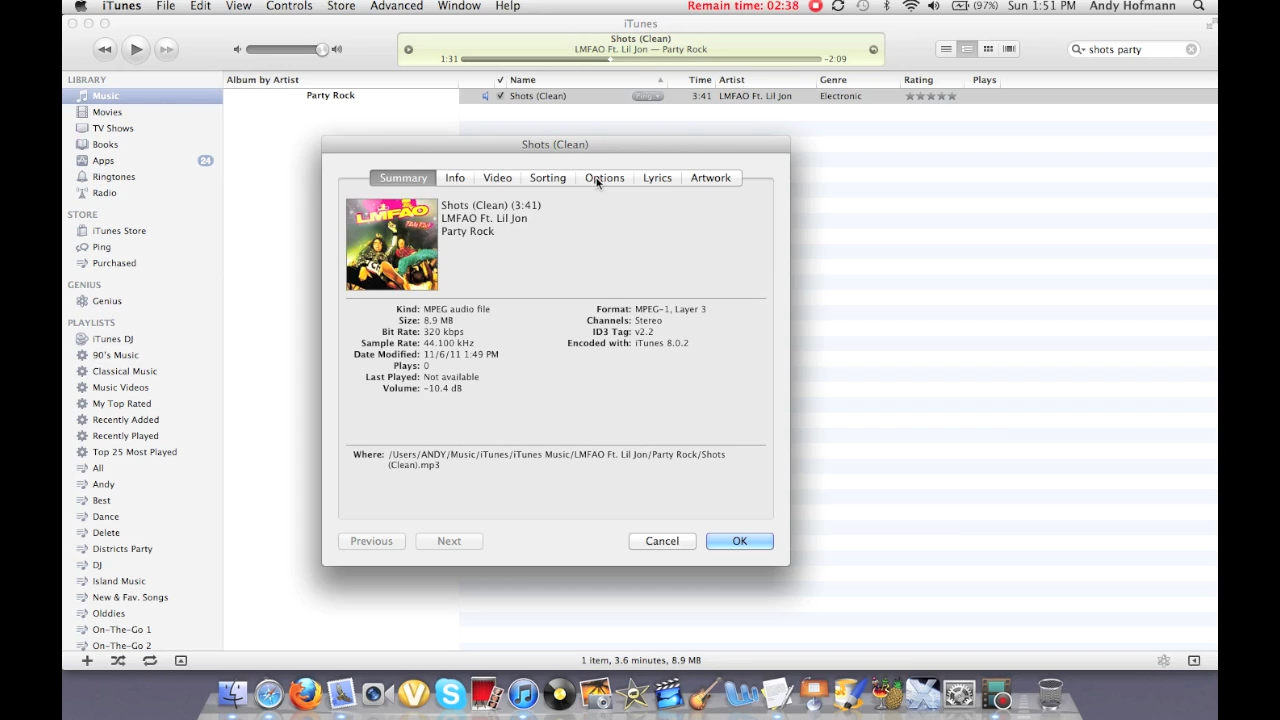 iTunes File Edit View Controls Store Advanced Window Help Remain time: 02:38 (97%) Sun 1:51 PM Andy Hofmann
iTunes
Shots (Clean)
LMFAO Ft. Lil Jon — Party Rock
1:31 -2:09
shots party
LIBRARY Album by Artist Name Time Artist Genre Rating Plays
Music Party Rock Shots (Clean) Ping 3:41 LMFAO Ft. Lil Jon Electronic
Movies
TV Shows
Books
Apps 24
Ringtones
Radio
STORE
iTunes Store
Ping
Purchased
GENIUS
Genius
PLAYLISTS
iTunes DJ
90's Music
Classical Music
Music Videos
My Top Rated
Recently Added
Recently Played
Top 25 Most Played
All
Andy
Best
Dance
Delete
Districts Party
DJ
Island Music
New & Fav. Songs
Olddies
On-The-Go 1
On-The-Go 2
Shots (Clean)
Summary Info Video Sorting Options Lyrics Artwork
LMFAO
Party Rock
Shots (Clean) (3:41)
LMFAO Ft. Lil Jon
Party Rock
Kind: MPEG audio file
Size: 8.9 MB
Bit Rate: 320 kbps
Sample Rate: 44.100 kHz
Date Modified: 11/6/11 1:49 PM
Plays: 0
Last Played: Not available
Volume: -10.4 dB
Format: MPEG-1, Layer 3
Channels: Stereo
ID3 Tag: v2.2
Encoded with: iTunes 8.0.2
Where: /Users/ANDY/Music/iTunes/iTunes Music/LMFAO Ft. Lil Jon/Party Rock/Shots
(Clean).mp3
Previous Next Cancel OK
1 item, 3.6 minutes, 8.9 MB